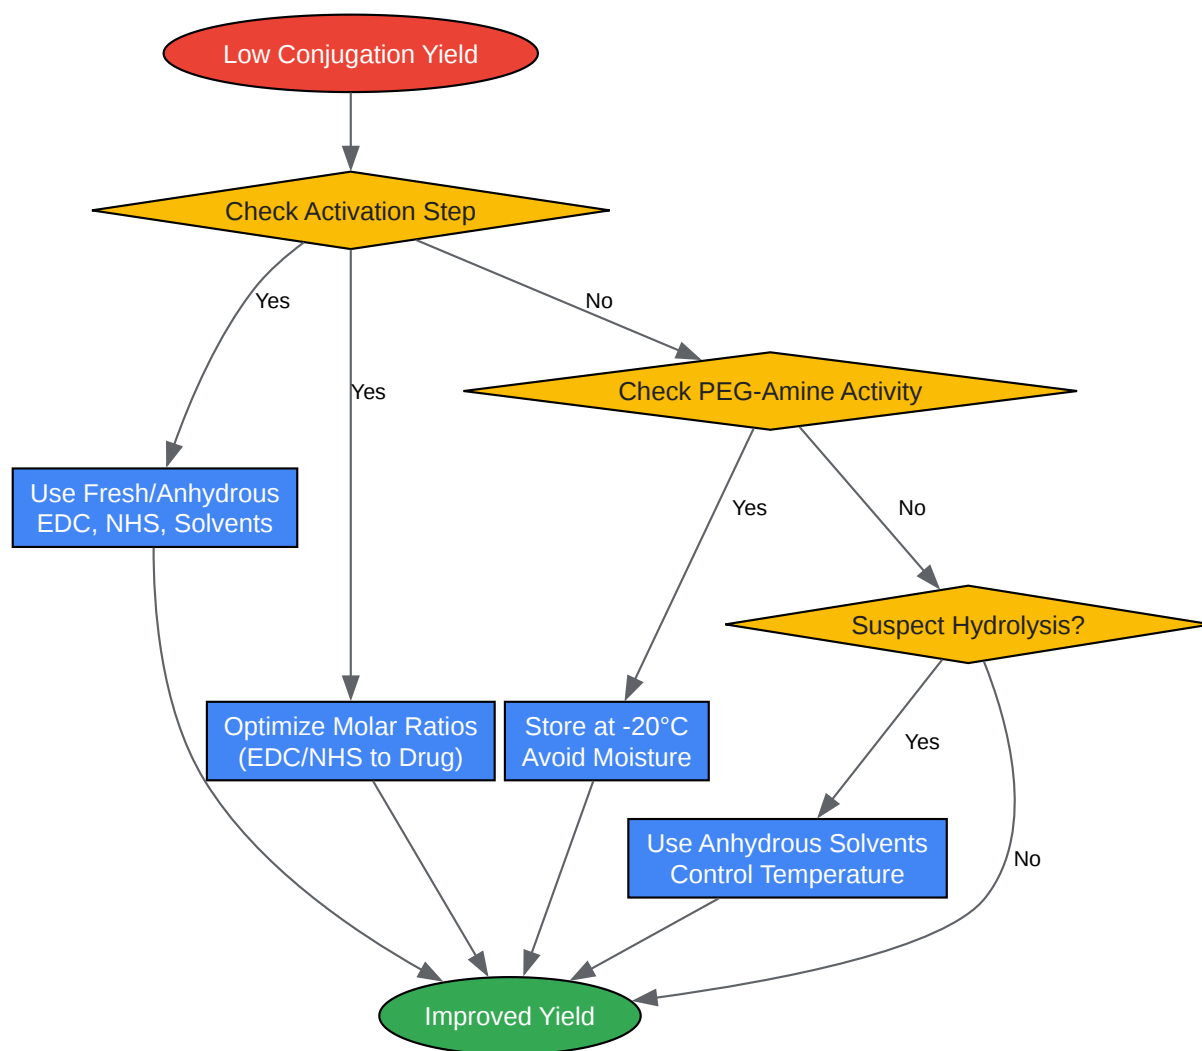 Low Conjugation Yield
Check Activation Step
Yes
No
Yes
Check PEG-Amine Activity
Use Fresh/Anhydrous
EDC, NHS, Solvents
Yes
No
Suspect Hydrolysis?
Optimize Molar Ratios
(EDC/NHS to Drug)
Store at -20°C
Avoid Moisture
Yes
Use Anhydrous Solvents
Control Temperature
No
Improved Yield